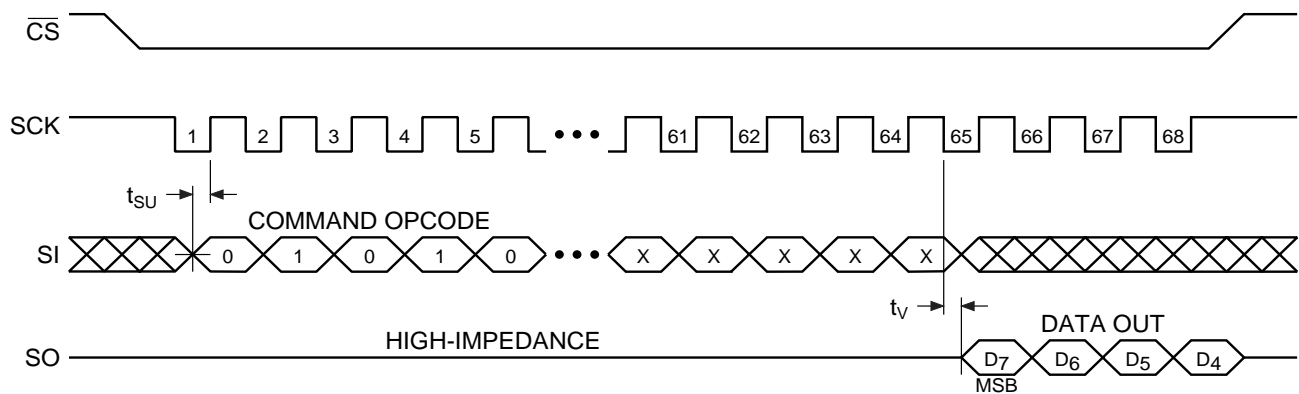 CS
SCK 1 2 3 4 5 ••• 61 62 63 64 65 66 67 68
tSU
COMMAND OPCODE
SI 0 1 0 1 0 ••• X X X X X
tV
DATA OUT
HIGH-IMPEDANCE
SO D7 D6 D5 D4
MSB